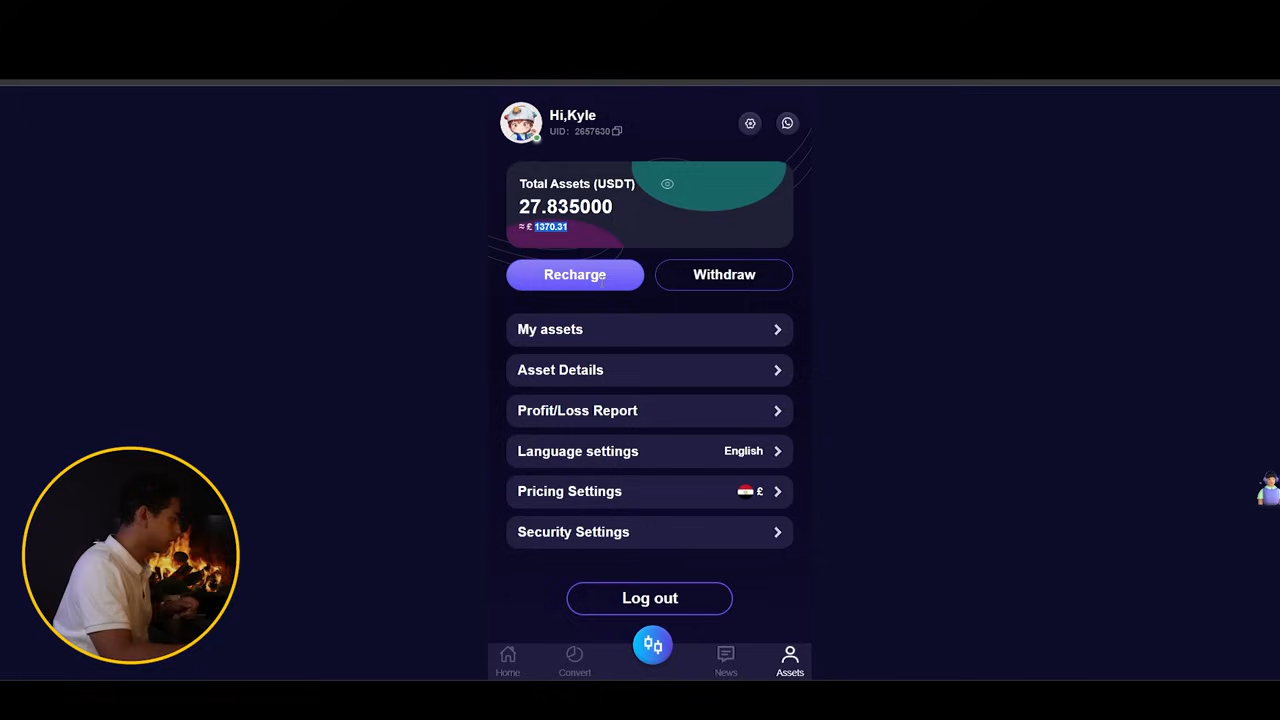 Hi,Kyle
UID: 2657630
Total Assets (USDT)
27.835000
≈ £ 1370.31
Recharge
Withdraw
My assets
Asset Details
Profit/Loss Report
Language settings English
Pricing Settings £
Security Settings
Log out
Home
Convert
News
Assets